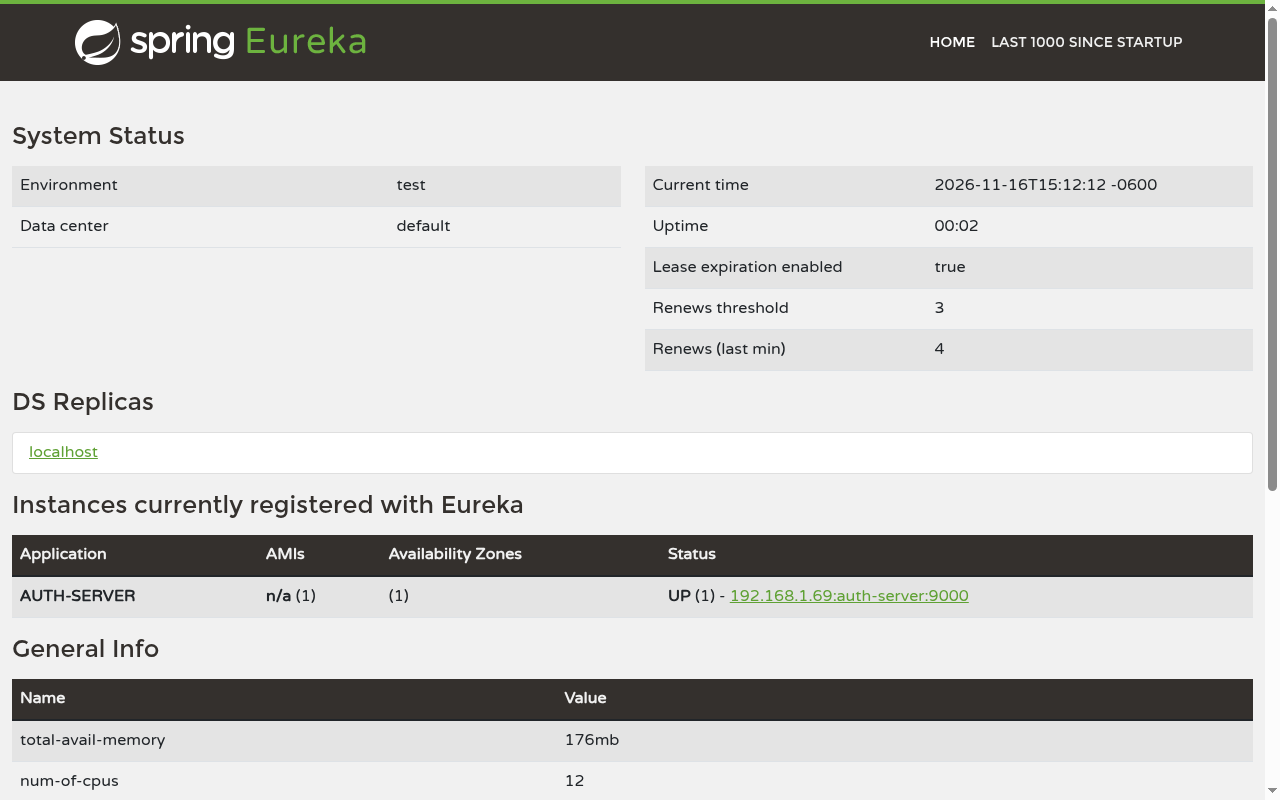 spring Eureka
HOME LAST 1000 SINCE STARTUP
System Status
Environment test
Data center default
Current time 2026-11-16T15:12:12 -0600
Uptime 00:02
Lease expiration enabled true
Renews threshold 3
Renews (last min) 4
DS Replicas
localhost
Instances currently registered with Eureka
Application AMIs Availability Zones Status
AUTH-SERVER n/a (1) (1) UP (1) - 192.168.1.69:auth-server:9000
General Info
Name Value
total-avail-memory 176mb
num-of-cpus 12